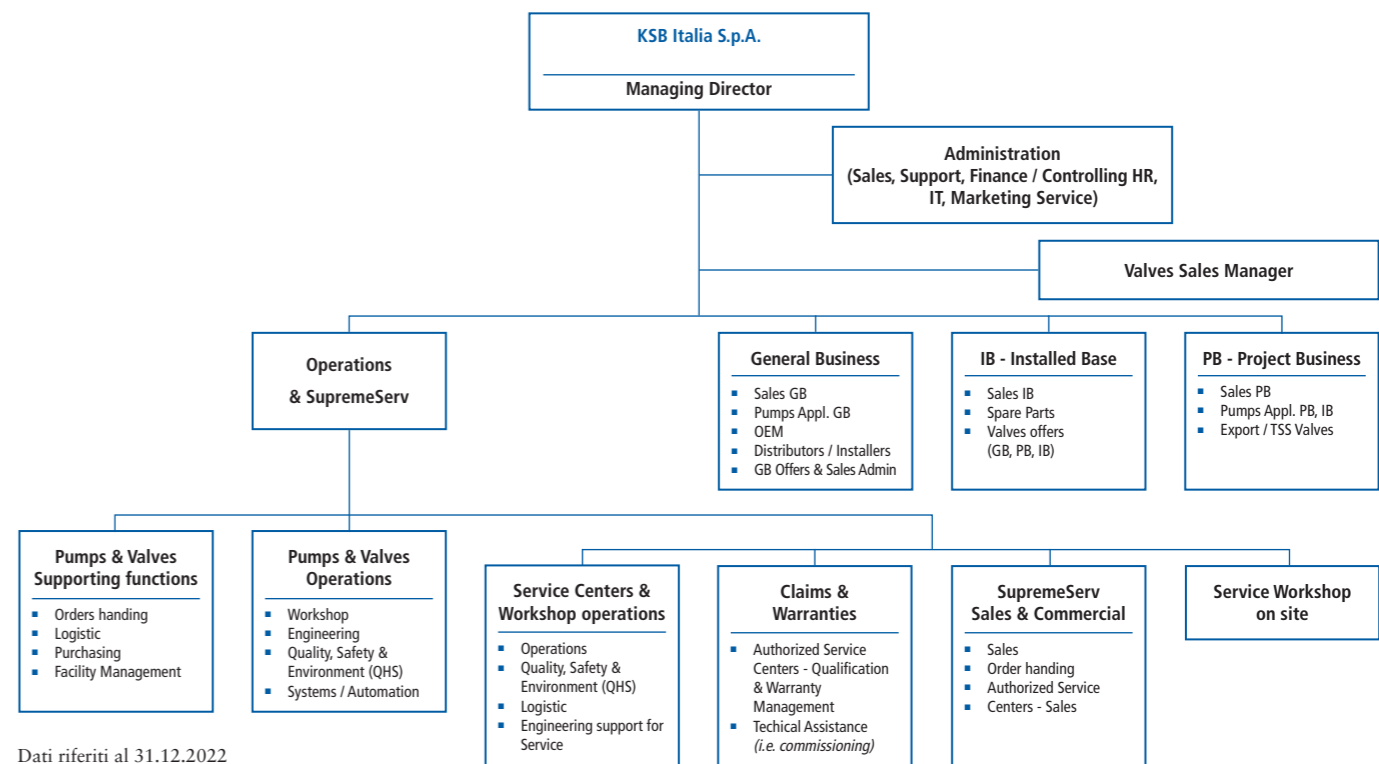 KSB Italia S.p.A.
Managing Director
Administration
(Sales, Support, Finance / Controlling HR,
IT, Marketing Service)
Valves Sales Manager
Operations
& SupremeServ
General Business
Sales GB
Pumps Appl. GB
OEM
Distributors / Installers
GB Offers & Sales Admin
IB - Installed Base
Sales IB
Spare Parts
Valves offers
(GB, PB, IB)
PB - Project Business
Sales PB
Pumps Appl. PB, IB
Export / TSS Valves
Pumps & Valves
Supporting functions
Orders handing
Logistic
Purchasing
Facility Management
Pumps & Valves
Operations
Workshop
Engineering
Quality, Safety &
Environment (QHS)
Systems / Automation
Service Centers &
Workshop operations
Operations
Quality, Safety &
Environment (QHS)
Logistic
Engineering support for
Service
Claims &
Warranties
Authorized Service
Centers - Qualification
& Warranty
Management
Techical Assistance
(i.e. commissioning)
SupremeServ
Sales & Commercial
Sales
Order handing
Authorized Service
Centers - Sales
Service Workshop
on site
Dati riferiti al 31.12.2022